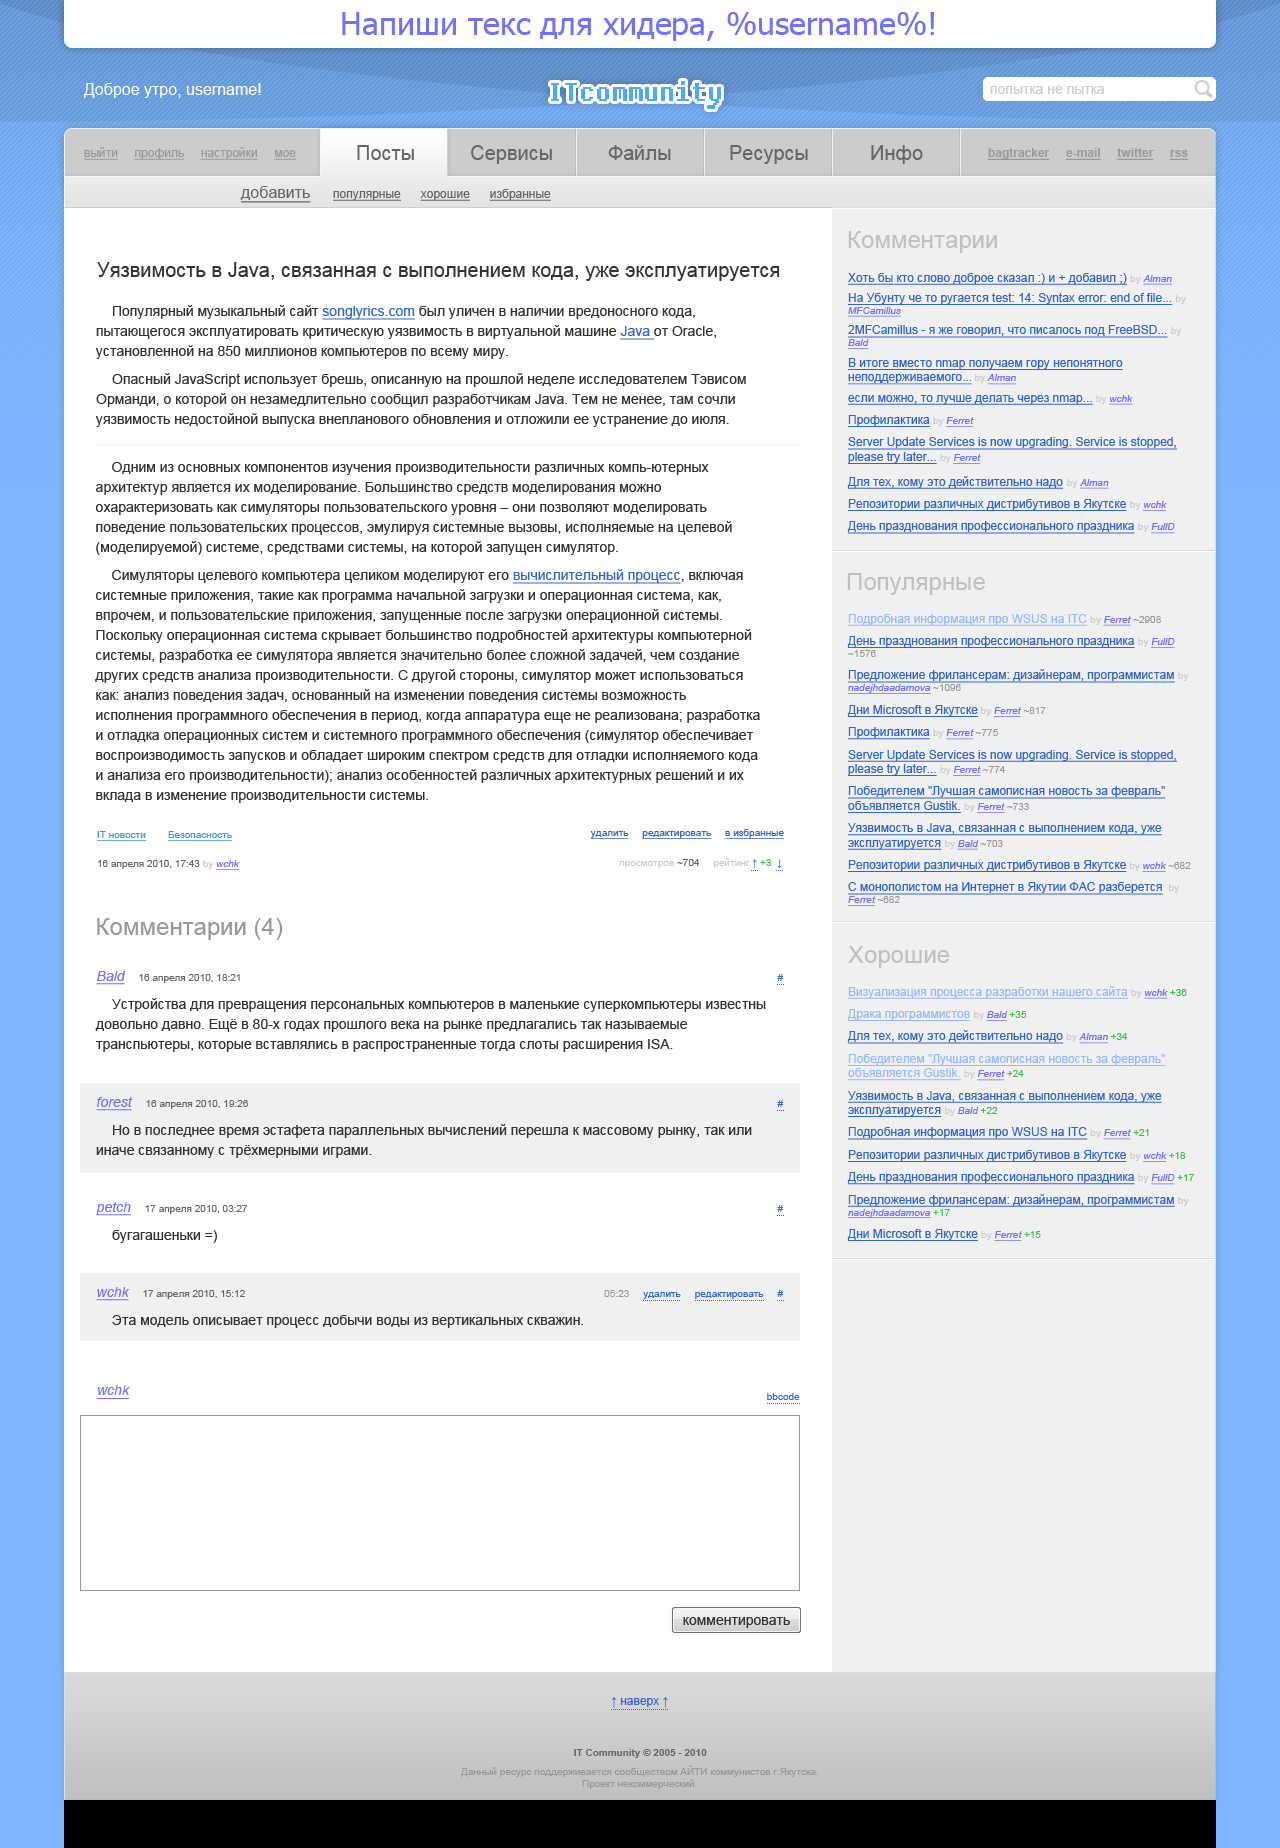 Напиши текс для хидера, %username%!
Доброе утро, username!
ITcommunity
попытка не пытка
выйти профиль настройки мое
Посты Сервисы Файлы Ресурсы Инфо
bagtracker e-mail twitter rss
добавить популярные хорошие избранные
Уязвимость в Java, связанная с выполнением кода, уже эксплуатируется
Популярный музыкальный сайт songlyrics.com был уличен в наличии вредоносного кода,
пытающегося эксплуатировать критическую уязвимость в виртуальной машине Java от Oracle,
установленной на 850 миллионов компьютеров по всему миру.
Опасный JavaScript использует брешь, описанную на прошлой неделе исследователем Тэвисом
Орманди, о которой он незамедлительно сообщил разработчикам Java. Тем не менее, там сочли
уязвимость недостойной выпуска внепланового обновления и отложили ее устранение до июля.
Одним из основных компонентов изучения производительности различных компь-ютерных
архитектур является их моделирование. Большинство средств моделирования можно
охарактеризовать как симуляторы пользовательского уровня – они позволяют моделировать
поведение пользовательских процессов, эмулируя системные вызовы, исполняемые на целевой
(моделируемой) системе, средствами системы, на которой запущен симулятор.
Симуляторы целевого компьютера целиком моделируют его вычислительный процесс, включая
системные приложения, такие как программа начальной загрузки и операционная система, как,
впрочем, и пользовательские приложения, запущенные после загрузки операционной системы.
Поскольку операционная система скрывает большинство подробностей архитектуры компьютерной
системы, разработка ее симулятора является значительно более сложной задачей, чем создание
других средств анализа производительности. С другой стороны, симулятор может использоваться
как: анализ поведения задач, основанный на изменении поведения системы возможность
исполнения программного обеспечения в период, когда аппаратура еще не реализована; разработка
и отладка операционных систем и системного программного обеспечения (симулятор обеспечивает
воспроизводимость запусков и обладает широким спектром средств для отладки исполняемого кода
и анализа его производительности); анализ особенностей различных архитектурных решений и их
вклада в изменение производительности системы.
IT новости Безопасность
удалить редактировать в избранные
16 апреля 2010, 17:43 by wchk
просмотров ~704 рейтинг ↑ +3 ↓
Комментарии (4)
Bald 16 апреля 2010, 18:21 #
Устройства для превращения персональных компьютеров в маленькие суперкомпьютеры известны
довольно давно. Ещё в 80-х годах прошлого века на рынке предлагались так называемые
транспьютеры, которые вставлялись в распространенные тогда слоты расширения ISA.
forest 16 апреля 2010, 19:26 #
Но в последнее время эстафета параллельных вычислений перешла к массовому рынку, так или
иначе связанному с трёхмерными играми.
petch 17 апреля 2010, 03:27 #
бугагашеньки =)
wchk 17 апреля 2010, 15:12 05:23 удалить редактировать #
Эта модель описывает процесс добычи воды из вертикальных скважин.
wchk
bbcode
комментировать
Комментарии
Хоть бы кто слово доброе сказал :) и + добавил ;) by Alman
На Убунту че то ругается test: 14: Syntax error: end of file... by
MFCamillus
2MFCamillus - я же говорил, что писалось под FreeBSD... by
Bald
В итоге вместо nmap получаем гору непонятного
неподдерживаемого... by Alman
если можно, то лучше делать через nmap... by wchk
Профилактика by Ferret
Server Update Services is now upgrading. Service is stopped,
please try later... by Ferret
Для тех, кому это действительно надо by Alman
Репозитории различных дистрибутивов в Якутске by wchk
День празднования профессионального праздника by FullD
Популярные
Подробная информация про WSUS на ITC by Ferret ~2908
День празднования профессионального праздника by FullD
~1576
Предложение фрилансерам: дизайнерам, программистам by
nadejhdaadamova ~1096
Дни Microsoft в Якутске by Ferret ~817
Профилактика by Ferret ~775
Server Update Services is now upgrading. Service is stopped,
please try later... by Ferret ~774
Победителем "Лучшая самописная новость за февраль"
объявляется Gustik. by Ferret ~733
Уязвимость в Java, связанная с выполнением кода, уже
эксплуатируется by Bald ~703
Репозитории различных дистрибутивов в Якутске by wchk ~682
С монополистом на Интернет в Якутии ФАС разберется by
Ferret ~682
Хорошие
Визуализация процесса разработки нашего сайта by wchk +36
Драка программистов by Bald +35
Для тех, кому это действительно надо by Alman +34
Победителем "Лучшая самописная новость за февраль"
объявляется Gustik. by Ferret +24
Уязвимость в Java, связанная с выполнением кода, уже
эксплуатируется by Bald +22
Подробная информация про WSUS на ITC by Ferret +21
Репозитории различных дистрибутивов в Якутске by wchk +18
День празднования профессионального праздника by FullD +17
Предложение фрилансерам: дизайнерам, программистам by
nadejhdaadamova +17
Дни Microsoft в Якутске by Ferret +15
↑ наверх ↑
IT Community © 2005 - 2010
Данный ресурс поддерживается сообществом АЙТИ коммунистов г.Якутска.
Проект некоммерческий.